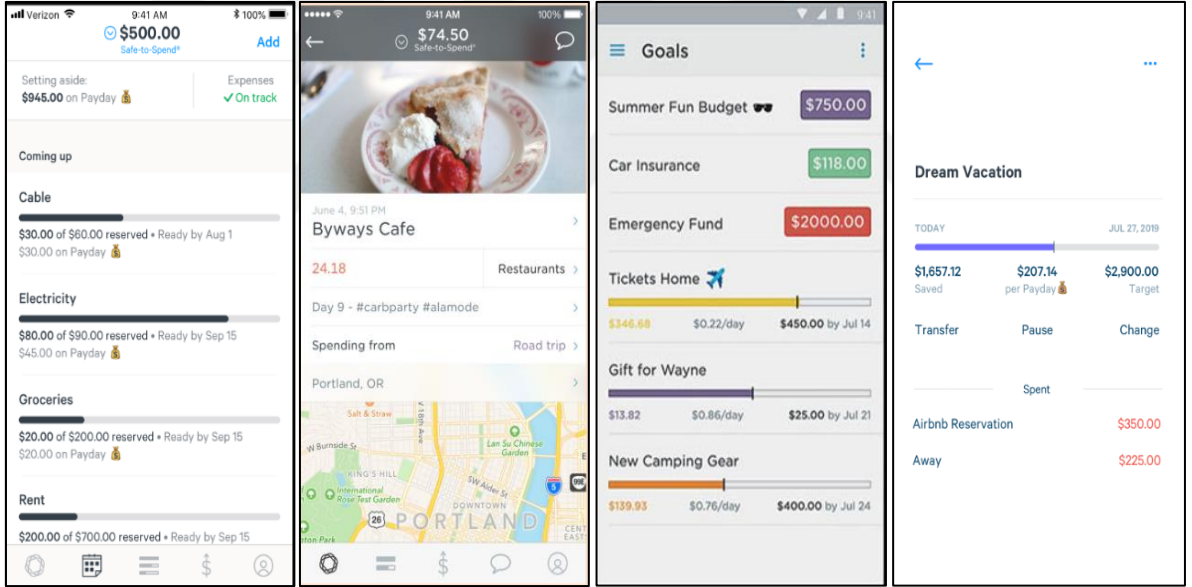 Verizon 9:41 AM 100%
$500.00
Safe-to-Spend®
Add
Setting aside:
$945.00 on Payday 💰
Expenses
✓ On track
Coming up
Cable
$30.00 of $60.00 reserved • Ready by Aug 1
$30.00 on Payday 💰
Electricity
$80.00 of $90.00 reserved • Ready by Sep 15
$45.00 on Payday 💰
Groceries
$20.00 of $200.00 reserved • Ready by Sep 15
$20.00 on Payday 💰
Rent
$200.00 of $700.00 reserved • Ready by Sep 15
9:41 AM 100%
$74.50
Safe-to-Spend®
June 4, 9:51 PM
Byways Cafe
24.18 Restaurants
Day 9 - #carbparty #alamode
Spending from Road trip
Portland, OR
Salt & Straw
V 18th Ave
W Burnside St
Lan Su Chinese
Garden
KING'S HILL
International
Rose Test Garden
SW Alder St
5
99E
DOWNTOWN
26
PORTLAND
CENT
EAST
ton Park
9:41
Goals
Summer Fun Budget 🕶 $750.00
Car Insurance $118.00
Emergency Fund $2000.00
Tickets Home ✈
$346.68 $0.22/day $450.00 by Jul 14
Gift for Wayne
$13.82 $0.86/day $25.00 by Jul 21
New Camping Gear
$139.93 $0.76/day $400.00 by Jul 24
Dream Vacation
TODAY JUL 27, 2019
$1,657.12 $207.14 $2,900.00
Saved per Payday💰 Target
Transfer Pause Change
Spent
Airbnb Reservation $350.00
Away $225.00